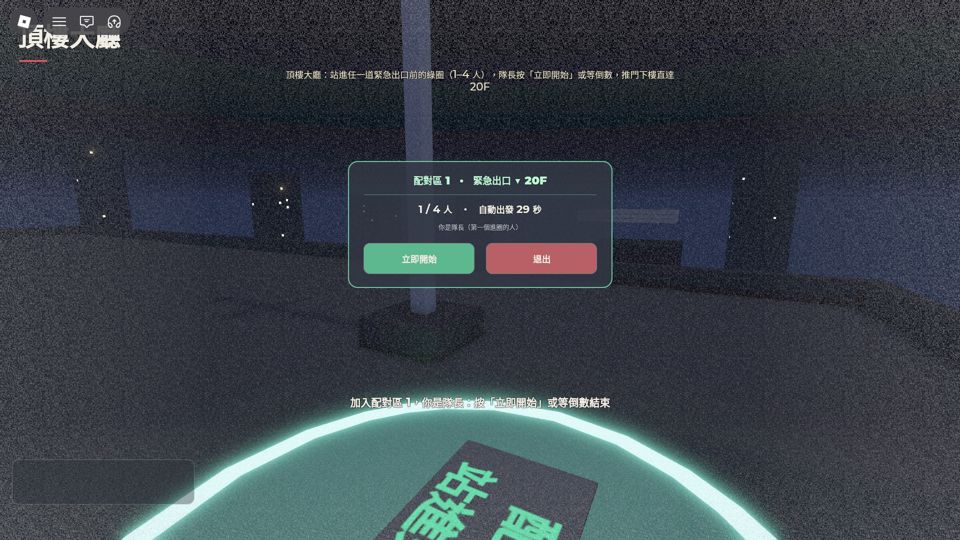 頂樓大廳
頂樓大廳：站進任一道緊急出口前的綠圈（1–4 人），隊長按「立即開始」或等倒數，推門下樓直達
20F
配對區 1 • 緊急出口 ▼ 20F
1 / 4 人 • 自動出發 29 秒
你是隊長（第一個進圈的人）
立即開始
退出
加入配對區 1，你是隊長：按「立即開始」或等倒數結束
配
站進